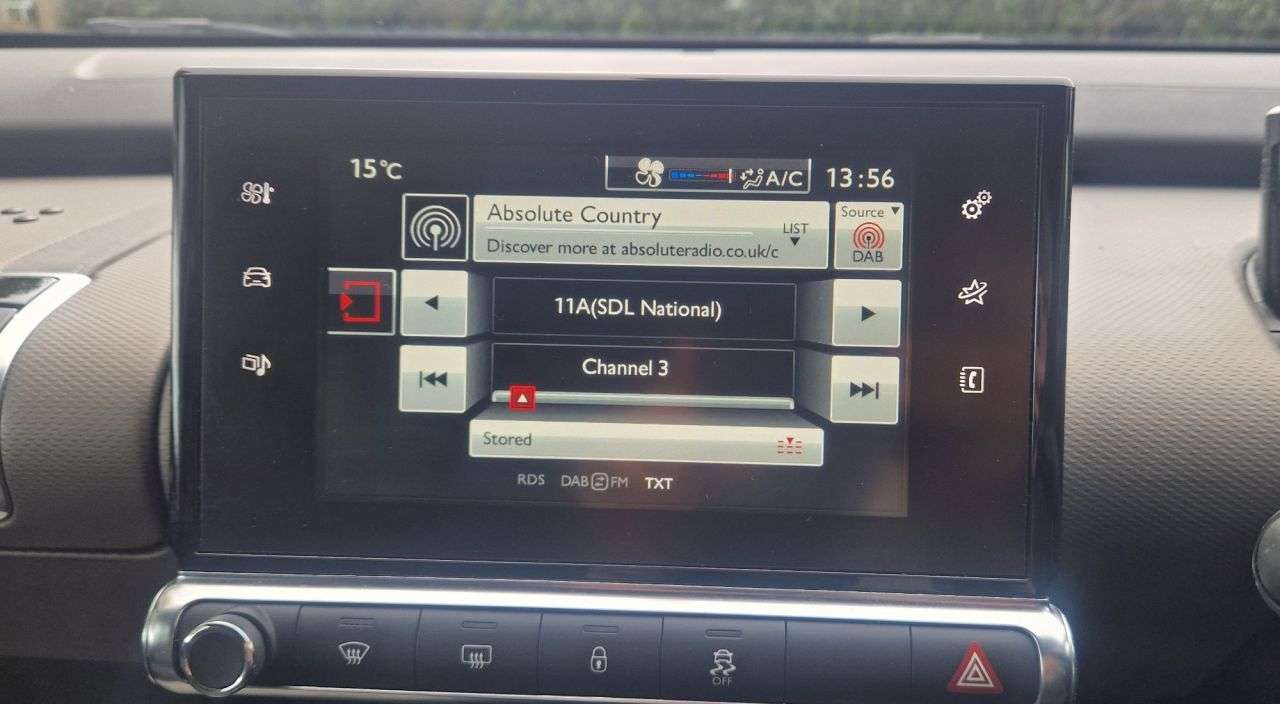 15°C
A/C
13:56
Absolute Country
LIST
Discover more at absoluteradio.co.uk/c
Source
DAB
11A(SDL National)
Channel 3
Stored
RDS DAB FM TXT
OFF